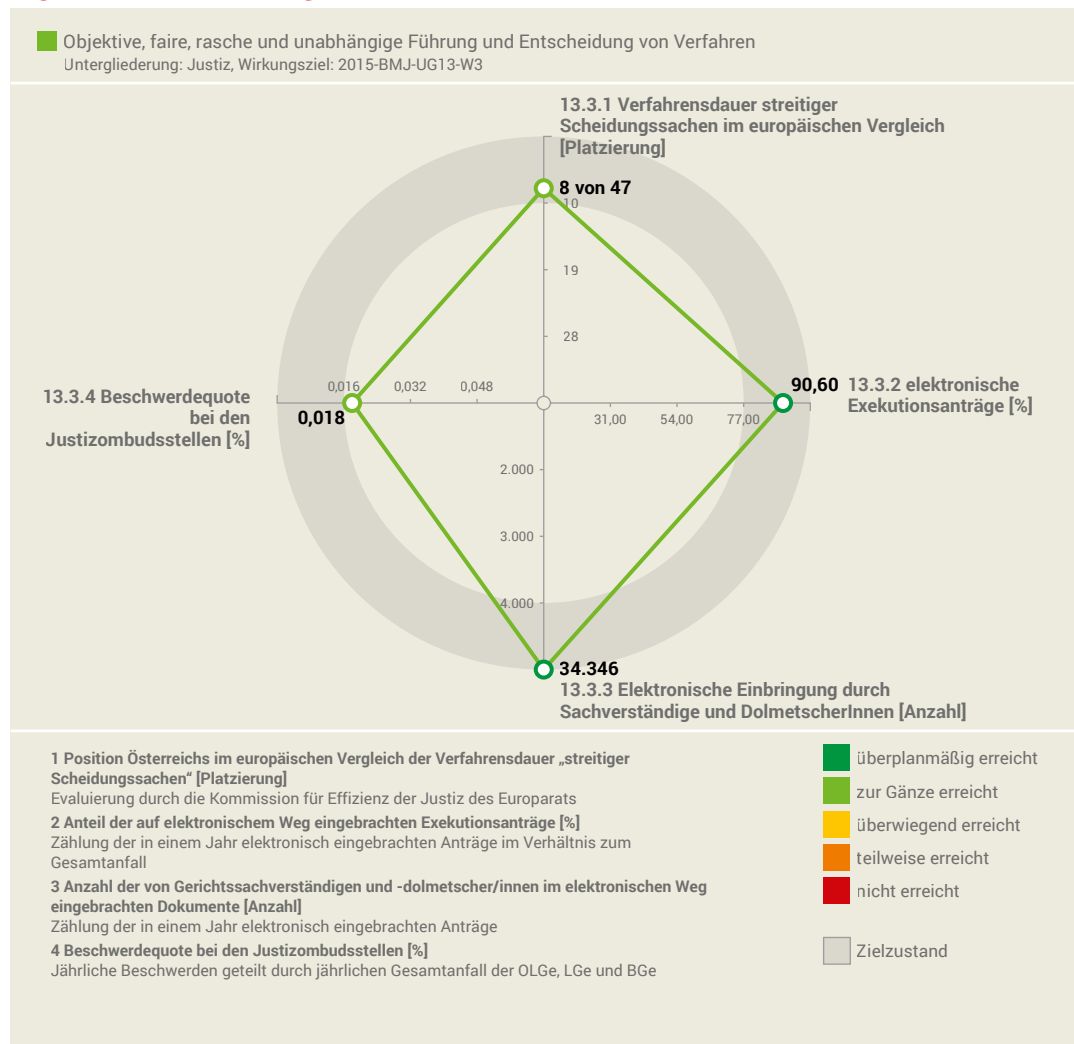 Objektive, faire, rasche und unabhängige Führung und Entscheidung von Verfahren
Untergliederung: Justiz, Wirkungsziel: 2015-BMJ-UG13-W3
13.3.1 Verfahrensdauer streitiger
Scheidungssachen im europäischen Vergleich
[Platzierung]
8 von 47
10
19
28
13.3.4 Beschwerdequote
bei den
Justizombudsstellen [%]
0,016 0,032 0,048
0,018
31,00 54,00 77,00
90,60
13.3.2 elektronische
Exekutionsanträge [%]
2.000
3.000
4.000
34.346
13.3.3 Elektronische Einbringung durch
Sachverständige und DolmetscherInnen [Anzahl]
1 Position Österreichs im europäischen Vergleich der Verfahrensdauer „streitiger
Scheidungssachen“ [Platzierung]
Evaluierung durch die Kommission für Effizienz der Justiz des Europarats
2 Anteil der auf elektronischem Weg eingebrachten Exekutionsanträge [%]
Zählung der in einem Jahr elektronisch eingebrachten Anträge im Verhältnis zum
Gesamtanfall
3 Anzahl der von Gerichtssachverständigen und -dolmetscher/innen im elektronischen Weg
eingebrachten Dokumente [Anzahl]
Zählung der in einem Jahr elektronisch eingebrachten Anträge
4 Beschwerdequote bei den Justizombudsstellen [%]
Jährliche Beschwerden geteilt durch jährlichen Gesamtanfall der OLGe, LGe und BGe
überplanmäßig erreicht
zur Gänze erreicht
überwiegend erreicht
teilweise erreicht
nicht erreicht
Zielzustand